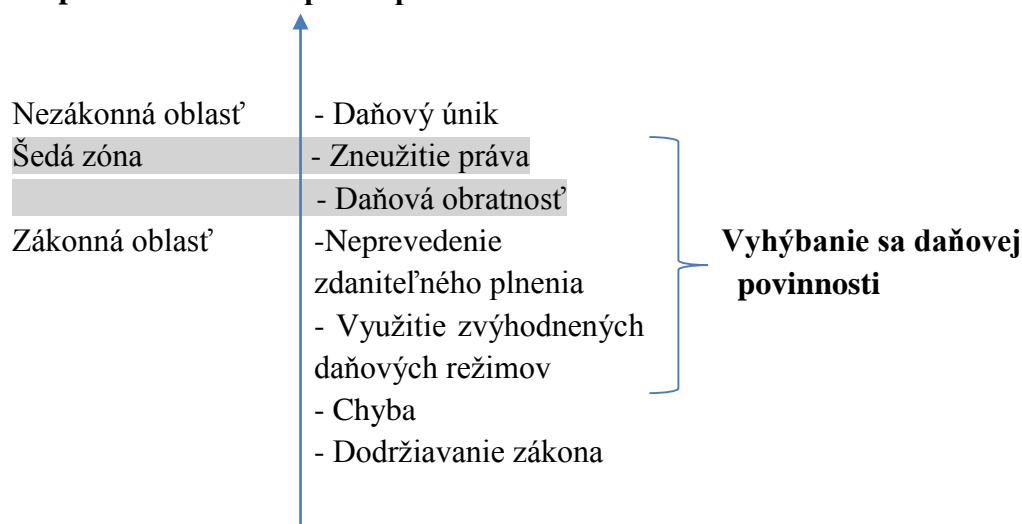 Nezákonná oblasť - Daňový únik
Šedá zóna - Zneužitie práva
- Daňová obratnosť
Zákonná oblasť -Neprevedenie
zdaniteľného plnenia
- Využitie zvýhodnených
daňových režimov
- Chyba
- Dodržiavanie zákona
Vyhýbanie sa daňovej
povinnosti